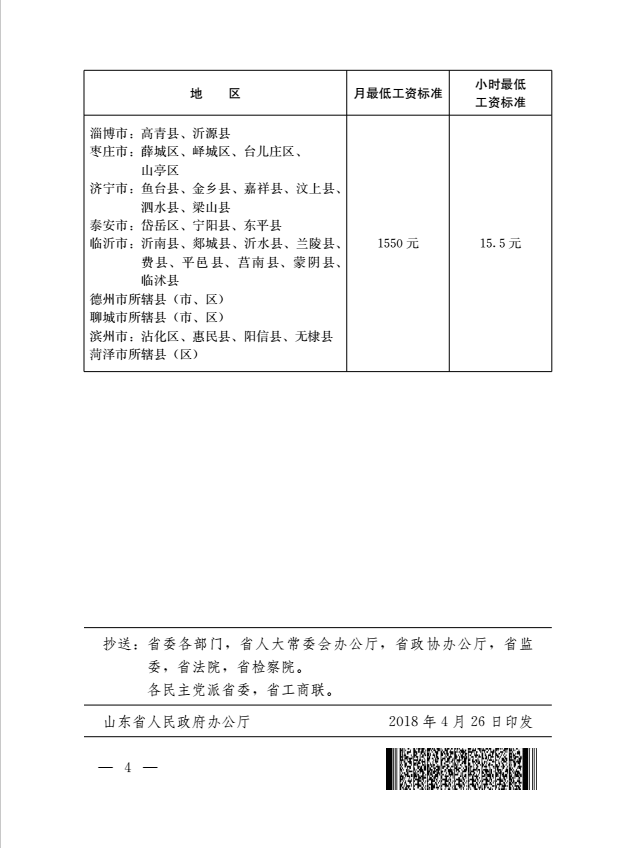 地 区 月最低工资标准 小时最低
工资标准
淄博市：高青县、沂源县
枣庄市：薛城区、峄城区、台儿庄区、
山亭区
济宁市：鱼台县、金乡县、嘉祥县、汶上县、
泗水县、梁山县
泰安市：岱岳区、宁阳县、东平县
临沂市：沂南县、郯城县、沂水县、兰陵县、
费县、平邑县、莒南县、蒙阴县、
临沭县
德州市所辖县（市、区）
聊城市所辖县（市、区）
滨州市：沾化区、惠民县、阳信县、无棣县
菏泽市所辖县（区）
1550 元 15.5 元
抄送：省委各部门，省人大常委会办公厅，省政协办公厅，省监
委，省法院，省检察院。
各民主党派省委，省工商联。
山东省人民政府办公厅 2018 年 4 月 26 日印发
— 4 —